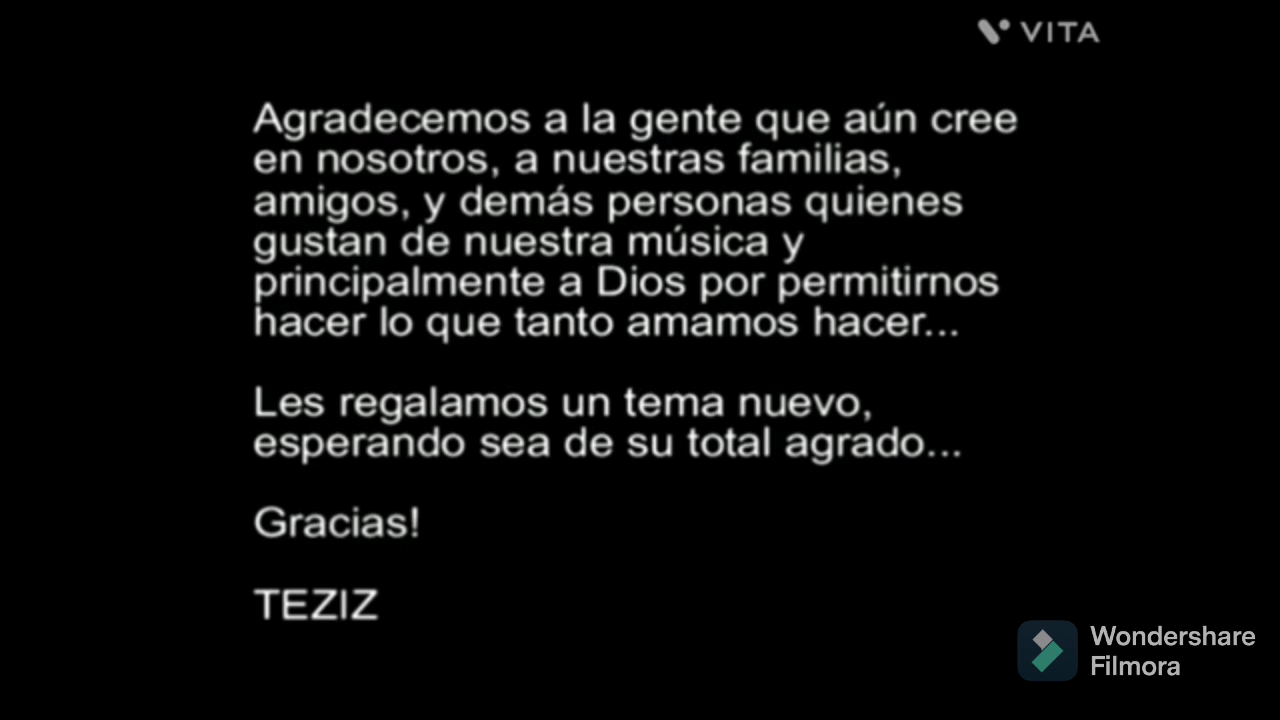 VITA
Agradecemos a la gente que aún cree
en nosotros, a nuestras familias,
amigos, y demás personas quienes
gustan de nuestra música y
principalmente a Dios por permitirnos
hacer lo que tanto amamos hacer...
Les regalamos un tema nuevo,
esperando sea de su total agrado...
Gracias!
TEZIZ
Wondershare
Filmora